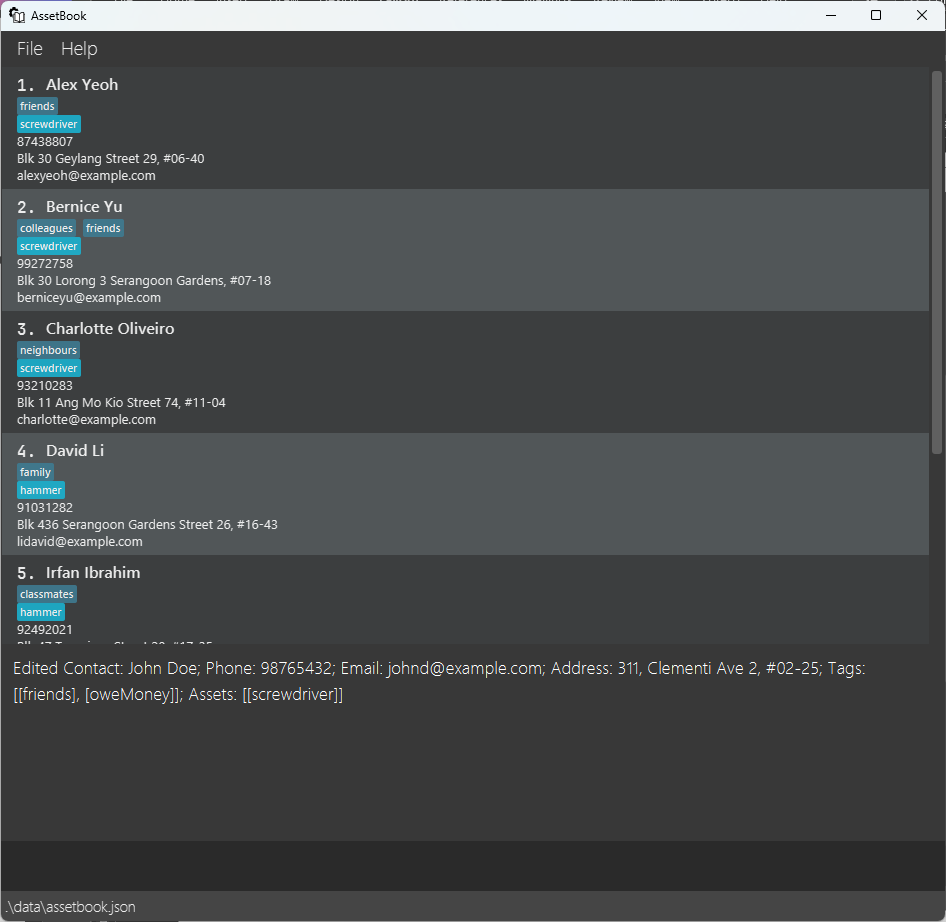 AssetBook
File Help
1. Alex Yeoh
friends
screwdriver
87438807
Blk 30 Geylang Street 29, #06-40
alexyeoh@example.com
2. Bernice Yu
colleagues friends
screwdriver
99272758
Blk 30 Lorong 3 Serangoon Gardens, #07-18
berniceyu@example.com
3. Charlotte Oliveiro
neighbours
screwdriver
93210283
Blk 11 Ang Mo Kio Street 74, #11-04
charlotte@example.com
4. David Li
family
hammer
91031282
Blk 436 Serangoon Gardens Street 26, #16-43
lidavid@example.com
5. Irfan Ibrahim
classmates
hammer
92492021
Edited Contact: John Doe; Phone: 98765432; Email: johnd@example.com; Address: 311, Clementi Ave 2, #02-25; Tags:
[[friends], [oweMoney]]; Assets: [[screwdriver]]
.\data\assetbook.json